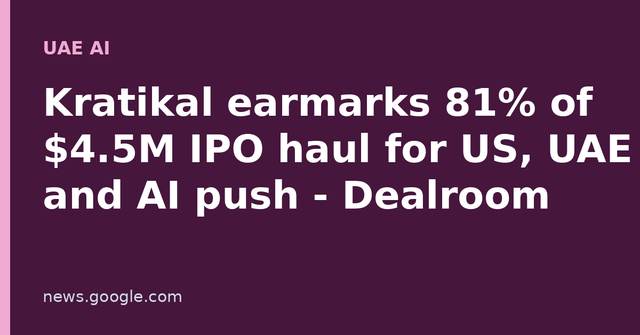 UAE AI
Kratikal earmarks 81% of
$4.5M IPO haul for US, UAE
and AI push - Dealroom
news.google.com